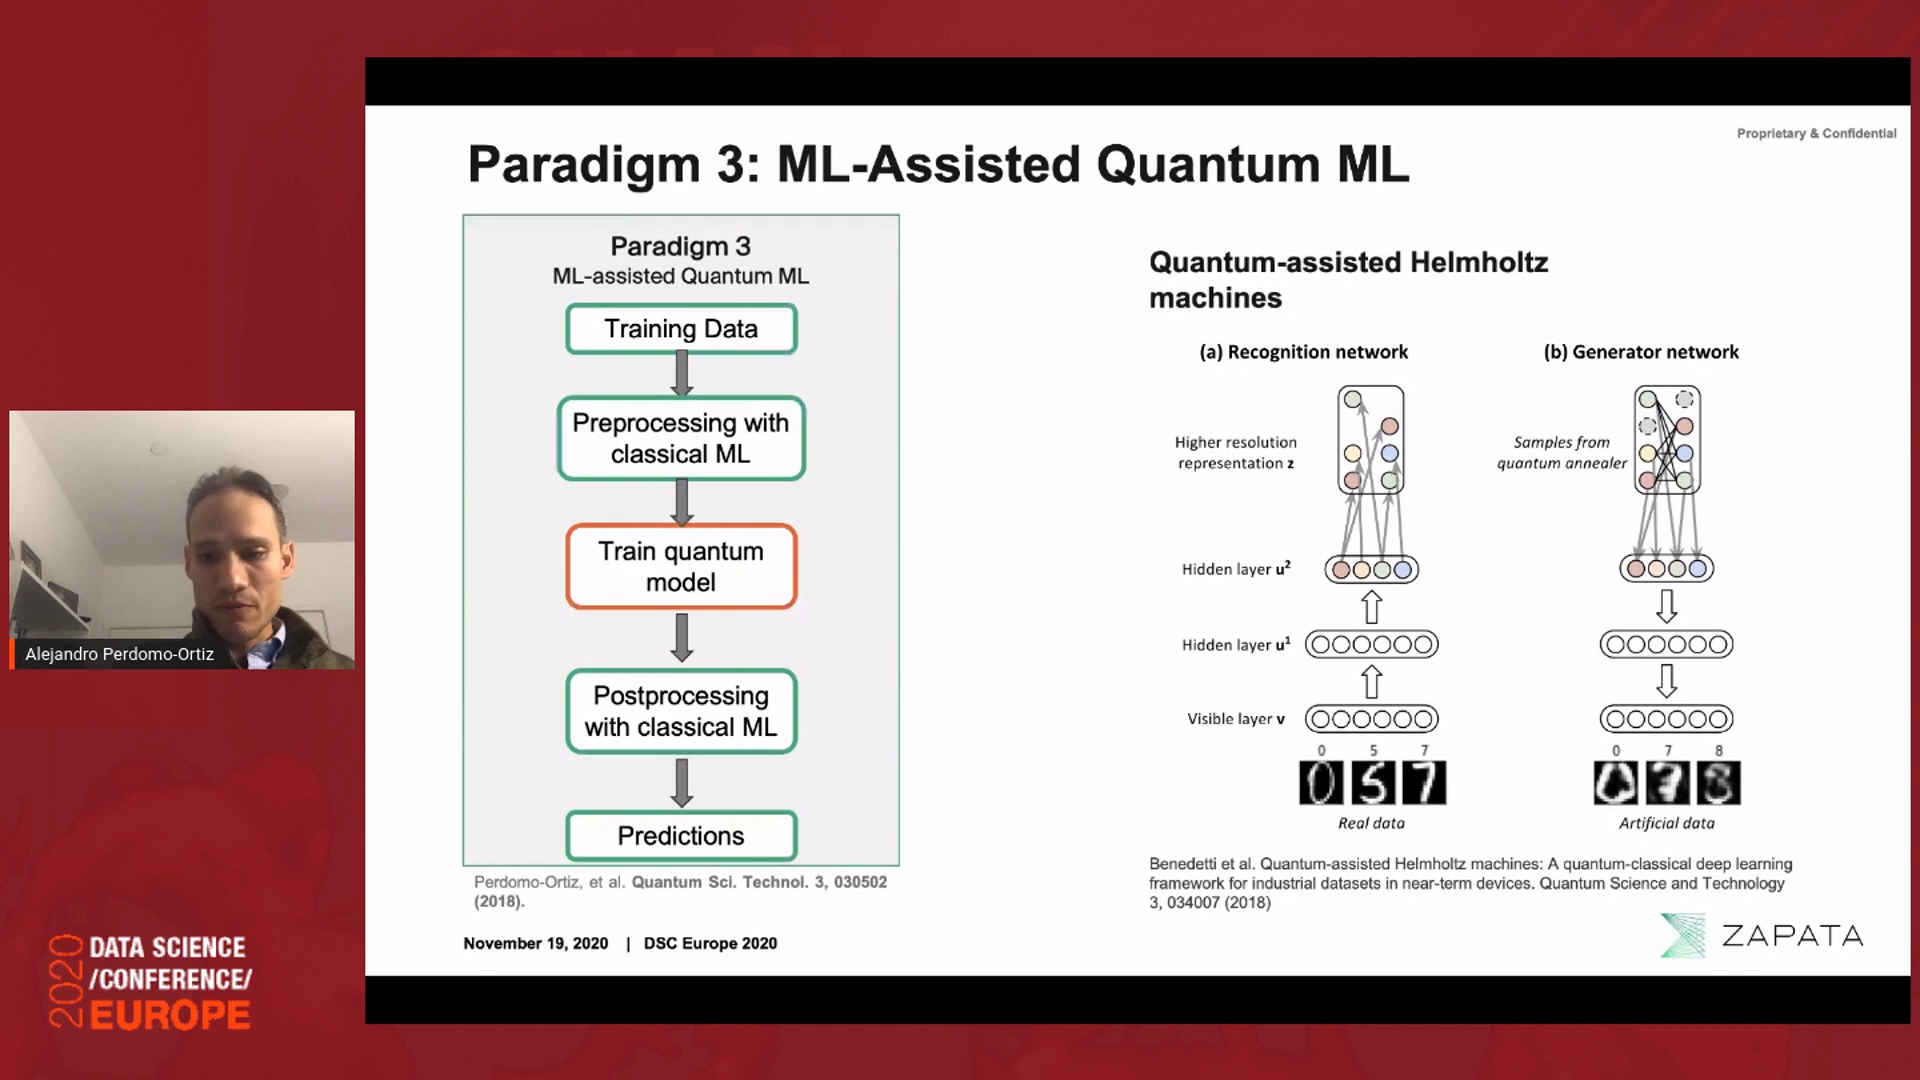 Proprietary & Confidential
Paradigm 3: ML-Assisted Quantum ML
Paradigm 3
ML-assisted Quantum ML
Training Data
Preprocessing with
classical ML
Train quantum
model
Postprocessing
with classical ML
Predictions
Perdomo-Ortiz, et al. Quantum Sci. Technol. 3, 030502
(2018).
Quantum-assisted Helmholtz
machines
(a) Recognition network
(b) Generator network
Higher resolution
representation z
Samples from
quantum annealer
Hidden layer u²
Hidden layer u¹
Visible layer v
0 5 7
0 7 8
0 5 7
Real data
Artificial data
Benedetti et al. Quantum-assisted Helmholtz machines: A quantum-classical deep learning
framework for industrial datasets in near-term devices. Quantum Science and Technology
3, 034007 (2018)
November 19, 2020 | DSC Europe 2020
ZAPATA
Alejandro Perdomo-Ortiz
2020
DATA SCIENCE
/CONFERENCE/
EUROPE